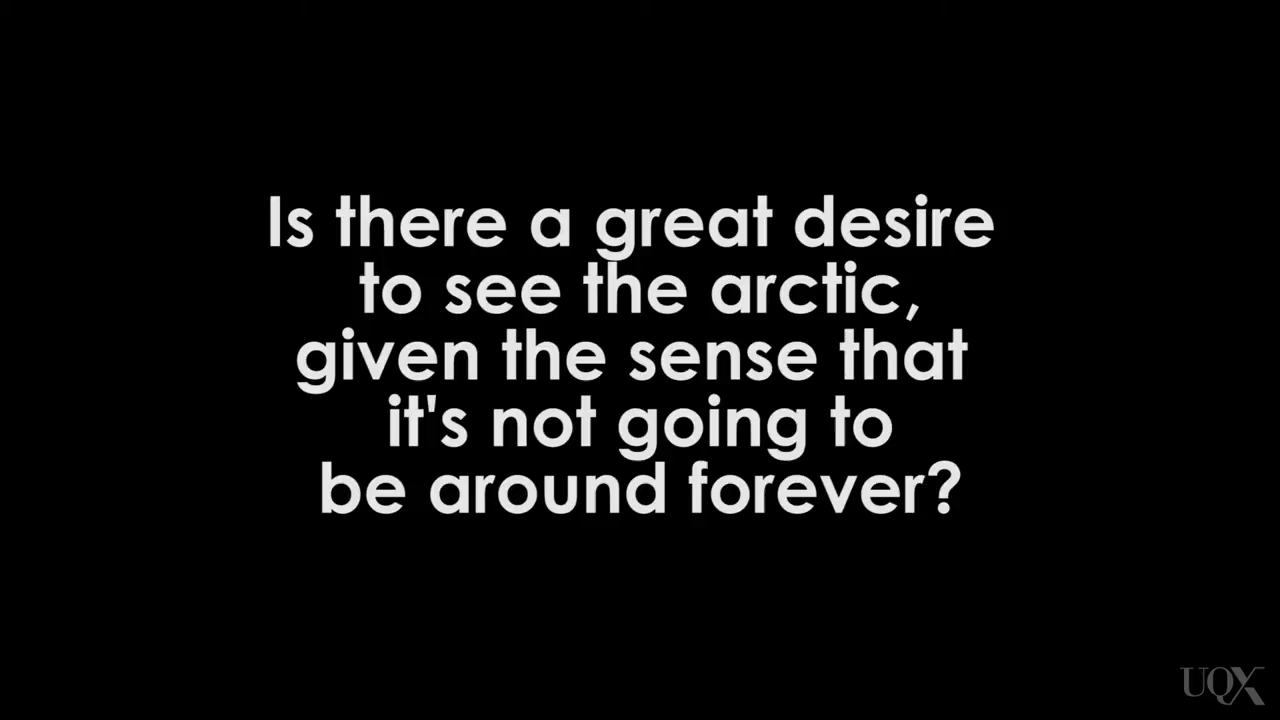 Is there a great desire
to see the arctic,
given the sense that
it's not going to
be around forever?
UQX